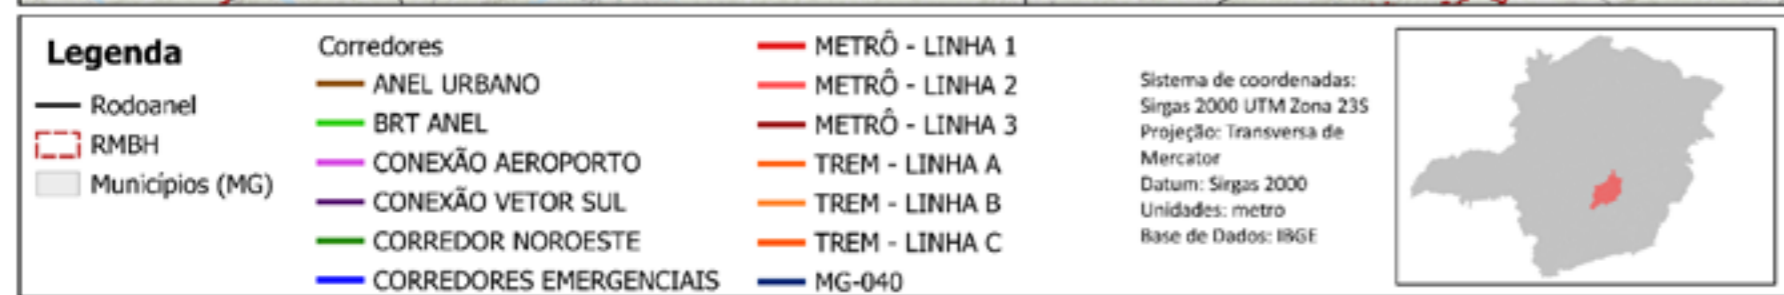 Legenda
Rodoanel
RMBH
Municípios (MG)
Corredores
ANEL URBANO
BRT ANEL
CONEXÃO AEROPORTO
CONEXÃO VETOR SUL
CORREDOR NOROESTE
CORREDORES EMERGENCIAIS
METRÔ - LINHA 1
METRÔ - LINHA 2
METRÔ - LINHA 3
TREM - LINHA A
TREM - LINHA B
TREM - LINHA C
MG-040
Sistema de coordenadas:
Sirgas 2000 UTM Zona 23S
Projeção: Transversa de
Mercator
Datum: Sirgas 2000
Unidades: metro
Base de Dados: IBGE